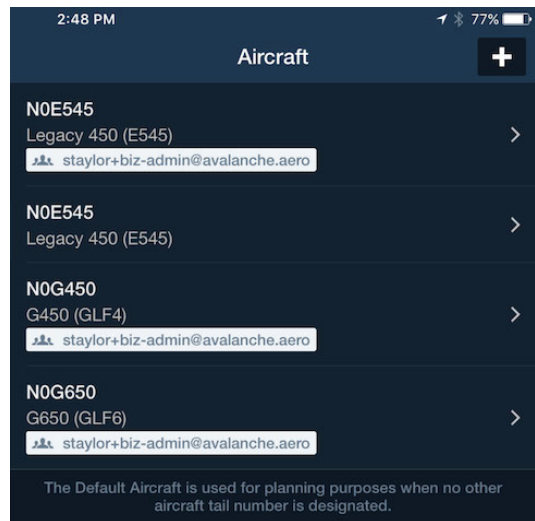 2:48 PM 77%
Aircraft
N0E545
Legacy 450 (E545)
staylor+biz-admin@avalanche.aero
N0E545
Legacy 450 (E545)
N0G450
G450 (GLF4)
staylor+biz-admin@avalanche.aero
N0G650
G650 (GLF6)
staylor+biz-admin@avalanche.aero
The Default Aircraft is used for planning purposes when no other
aircraft tail number is designated.